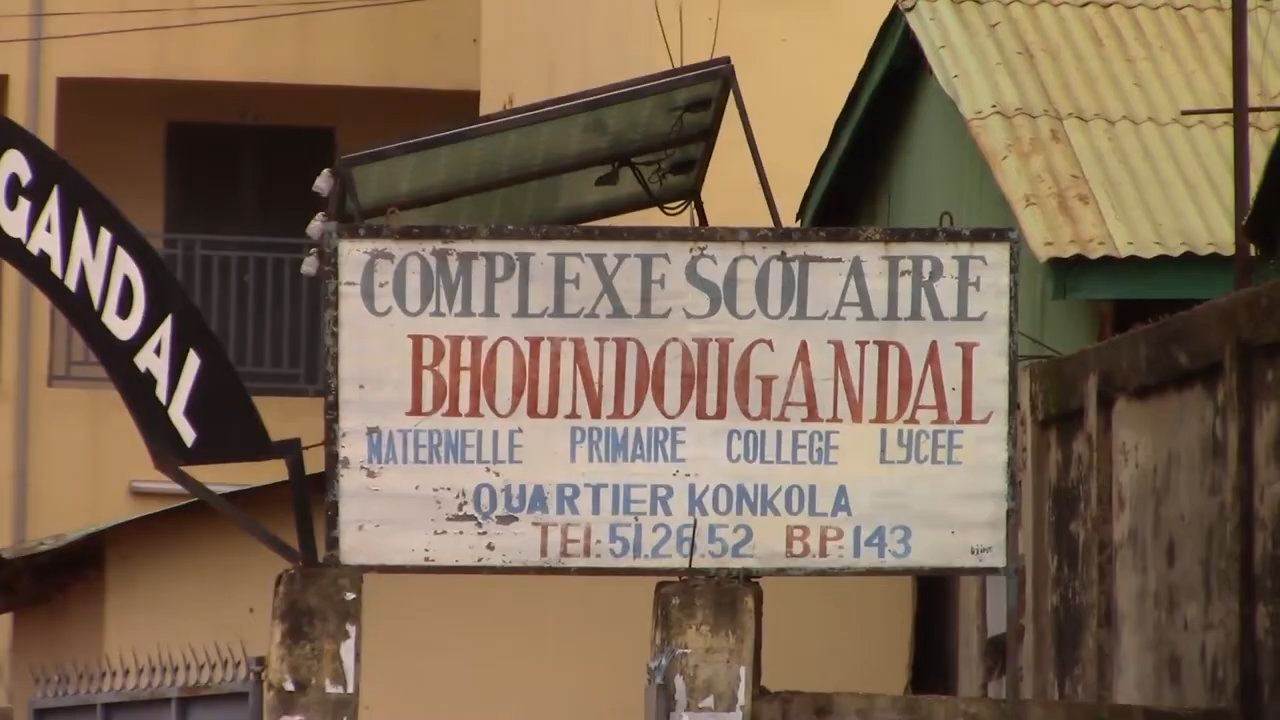 GANDAL
COMPLEXE SCOLAIRE
BHOUNDOUGANDAL
MATERNELLE PRIMAIRE COLLEGE LYCEE
QUARTIER KONKOLA
TEl: 51.26.52 B.P: 143